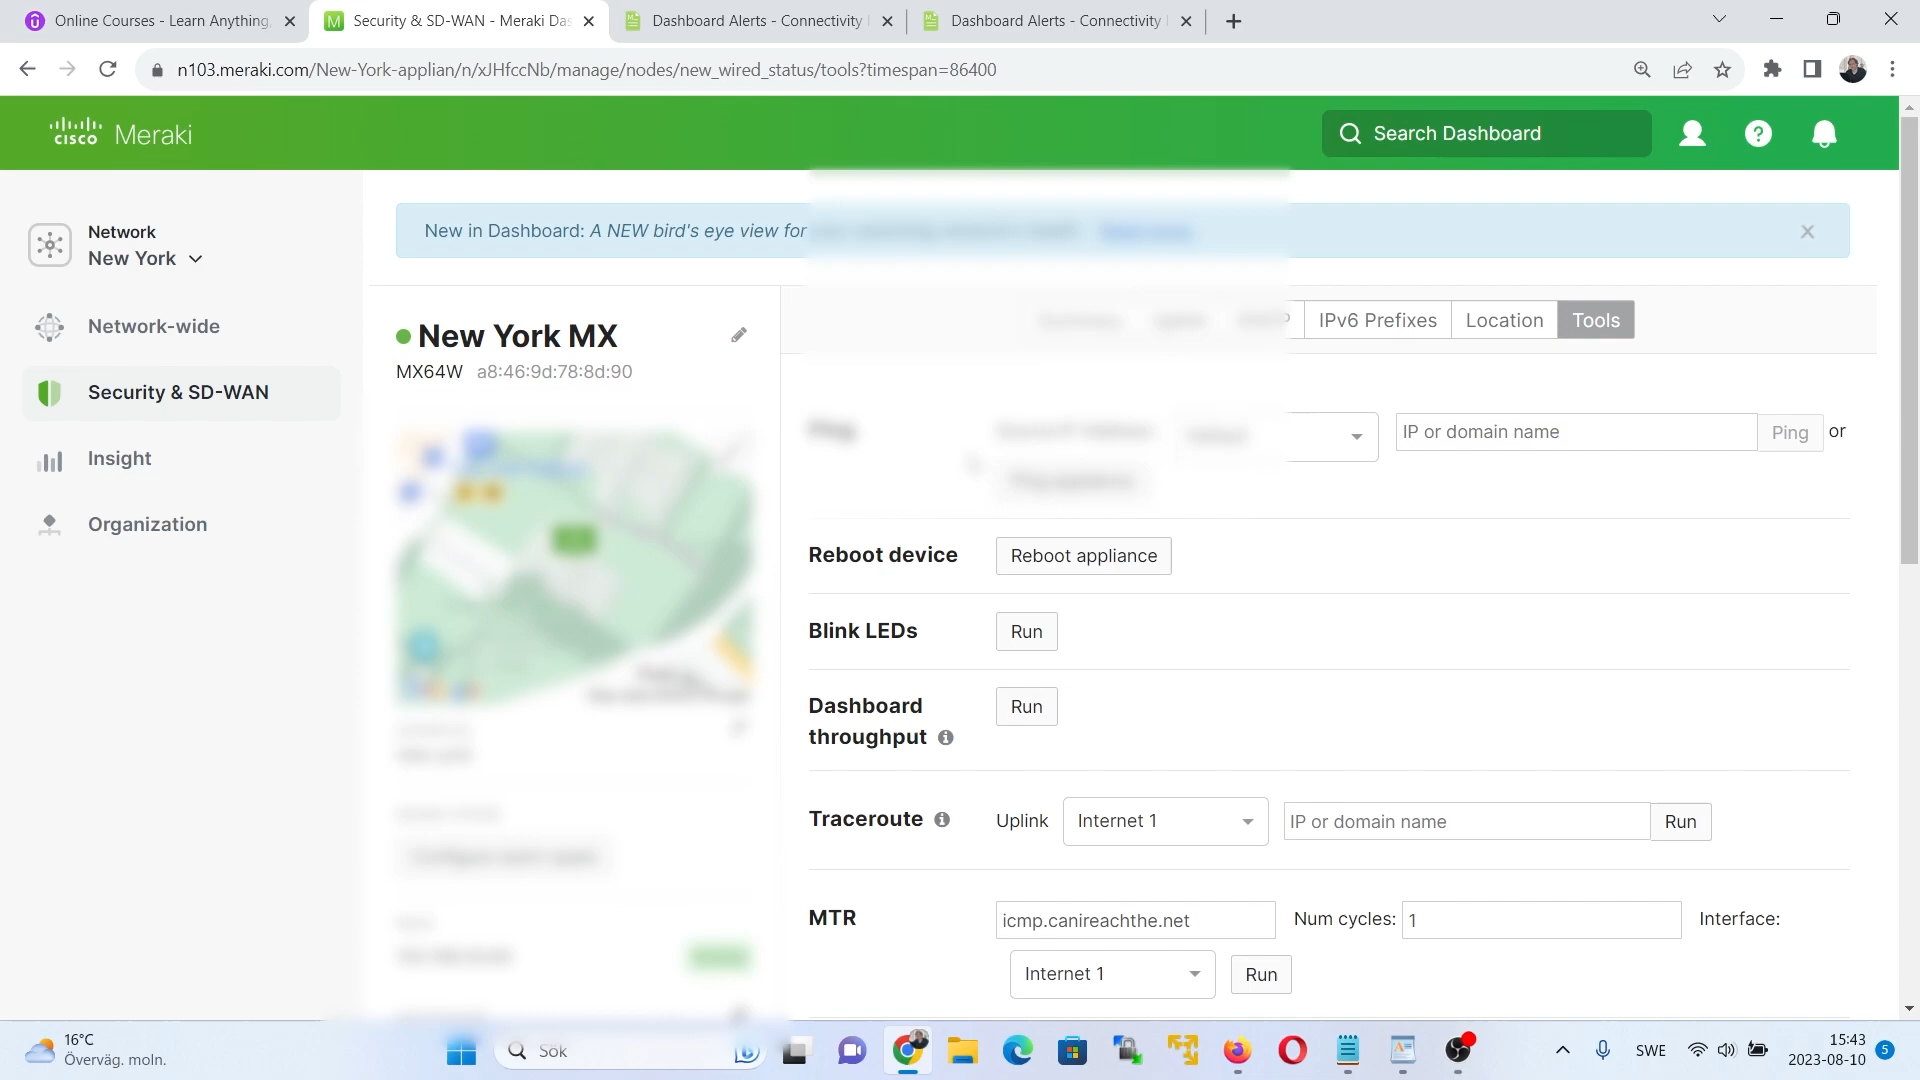 Online Courses - Learn Anything,
Security & SD-WAN - Meraki Das
Dashboard Alerts - Connectivity
Dashboard Alerts - Connectivity
n103.meraki.com/New-York-applian/n/xJHfccNb/manage/nodes/new_wired_status/tools?timespan=86400
cisco Meraki
Search Dashboard
Network
New York
Network-wide
Security & SD-WAN
Insight
Organization
New in Dashboard: A NEW bird's eye view for
New York MX
MX64W a8:46:9d:78:8d:90
IPv6 Prefixes Location Tools
IP or domain name Ping or
Reboot device Reboot appliance
Blink LEDs Run
Dashboard throughput Run
Traceroute Uplink Internet 1 IP or domain name Run
MTR icmp.canireachthe.net Num cycles: 1 Interface:
Internet 1 Run
16°C
Överväg. moln.
Sök
SWE
15:43
2023-08-10
5